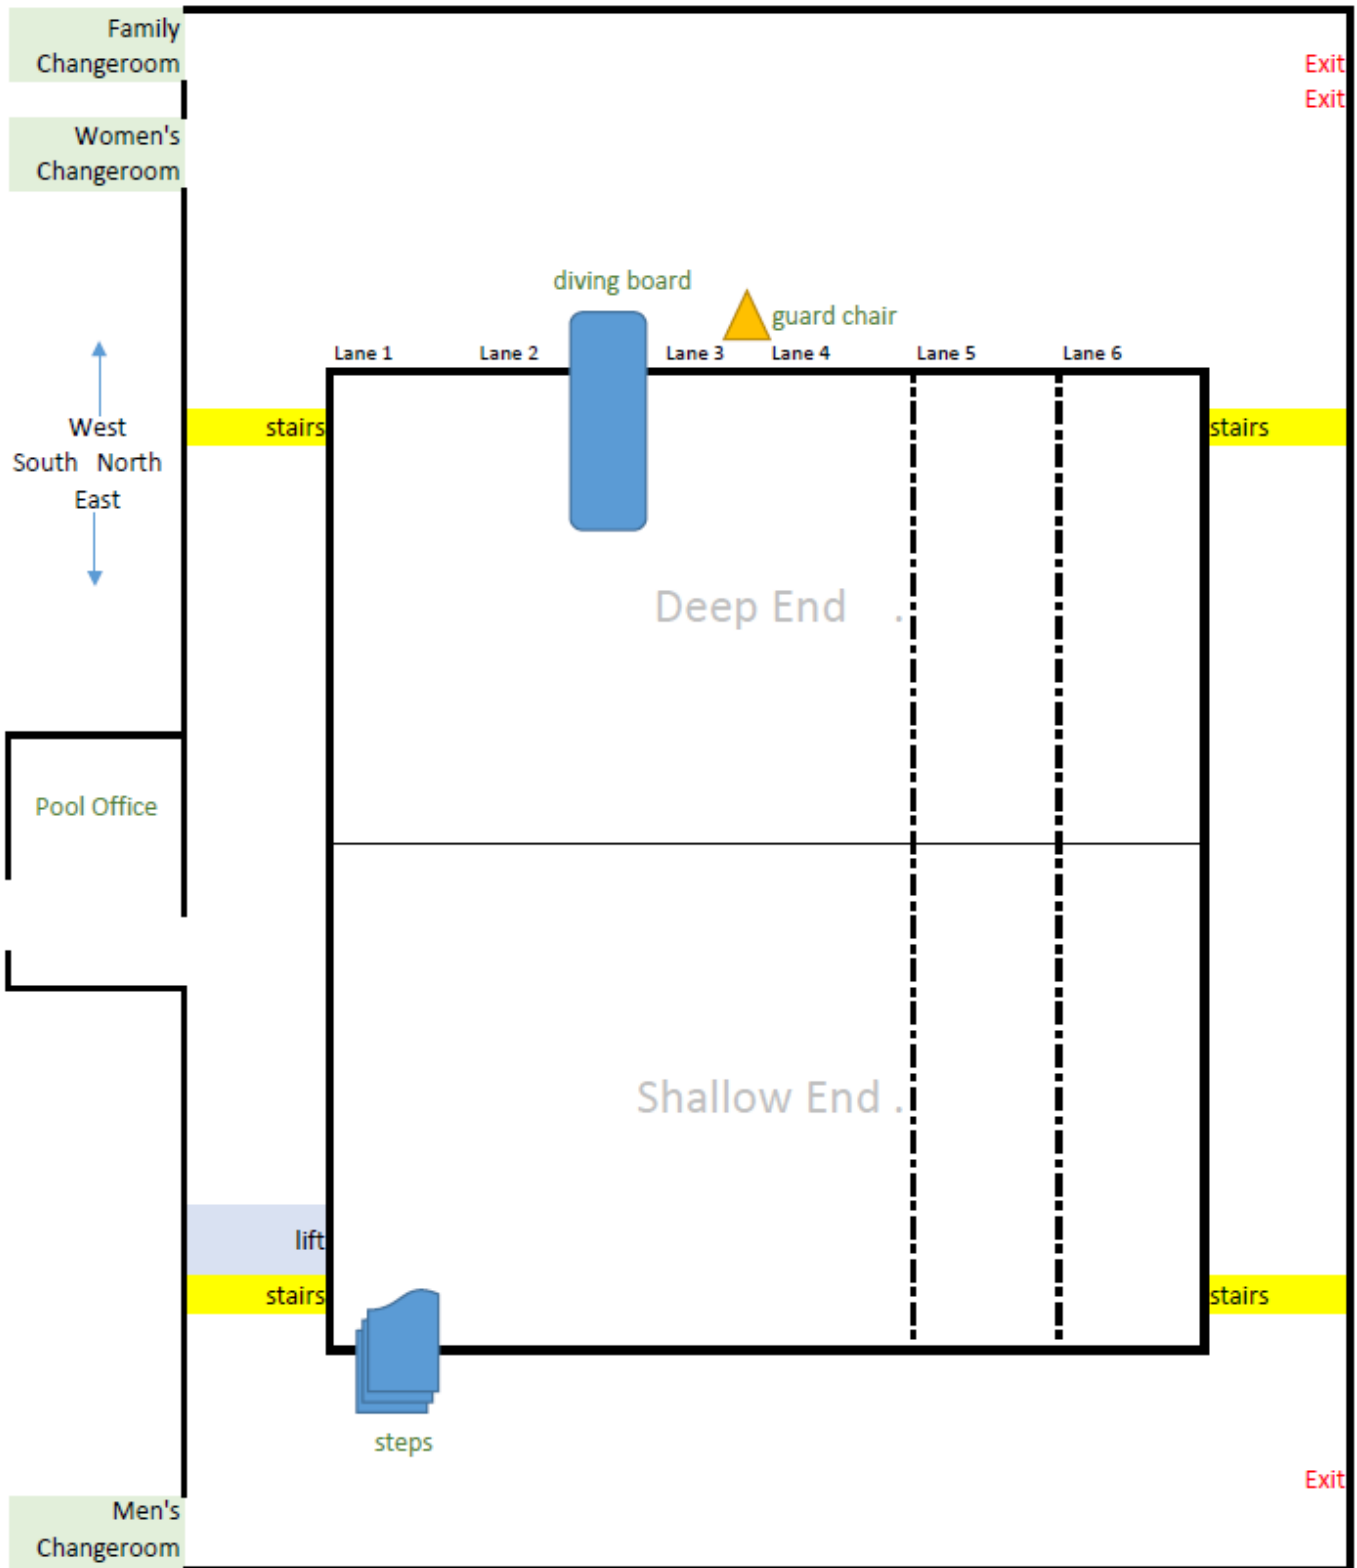 Family
Changeroom
Exit
Exit
Women's
Changeroom
diving board
guard chair
Lane 1 Lane 2 Lane 3 Lane 4 Lane 5 Lane 6
West
stairs
stairs
South North
East
Deep End .
Pool Office
Shallow End .
lift
stairs
stairs
steps
Exit
Men's
Changeroom